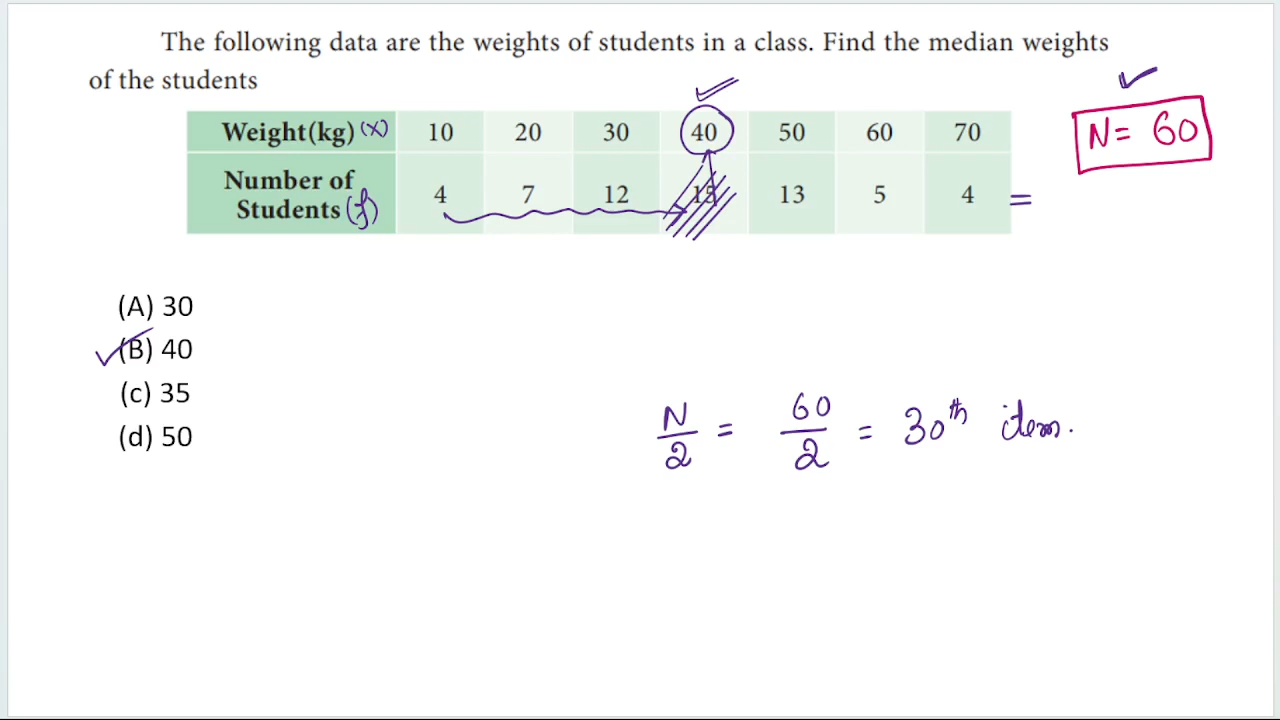 The following data are the weights of students in a class. Find the median weights
of the students
Weight(kg) (x) 10 20 30 40 50 60 70
Number of
Students (f) 4 7 12 15 13 5 4 =
N = 60
(A) 30
(B) 40
(c) 35
(d) 50
N/2 = 60/2 = 30th item.